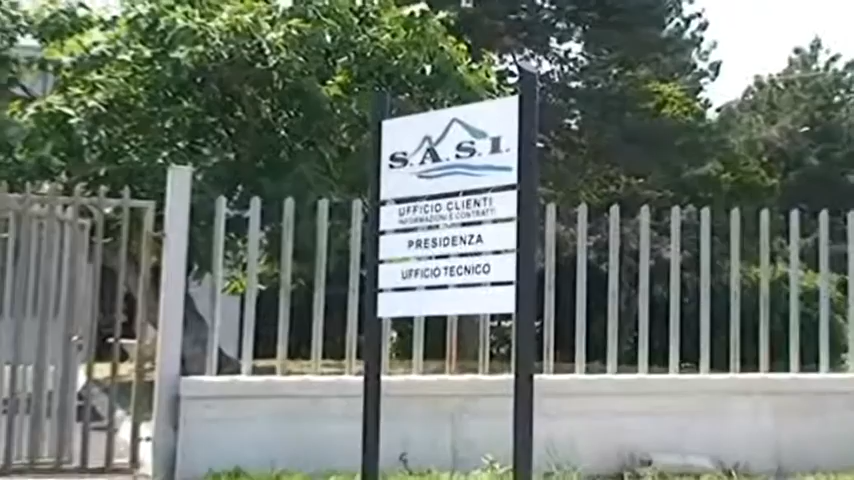 S.A.S.I.
UFFICIO CLIENTI
INFORMAZIONI E CONTRATTI
PRESIDENZA
UFFICIO TECNICO